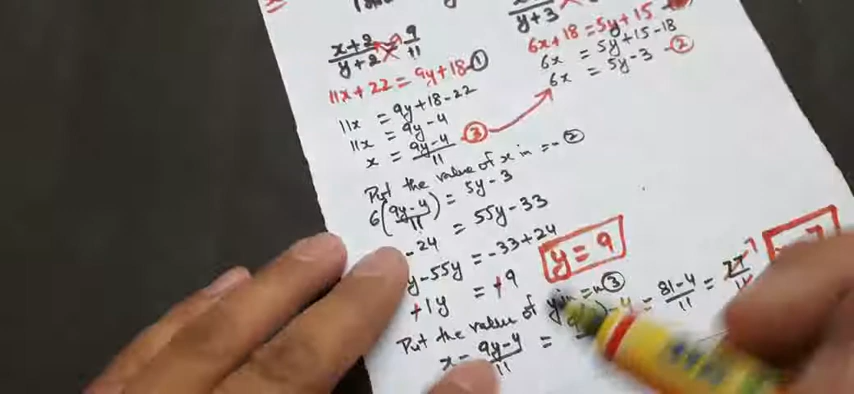 x+2/y+2 = 9/11
11x+22 = 9y+18 -①
11x = 9y+18-22
11x = 9y-4
x = 9y-4/11 -③
y+3
6x+18 = 5y+15
6x = 5y+15-18
6x = 5y-3 -②
Put the value of x in =n ②
6(9y-4/11) = 5y-3
-24 = 55y-33
y-55y = -33+24
+1y = +9
y = 9
Put the value of y in =n ③
x = 9y-4/11 = -4 = 81-4/11 =